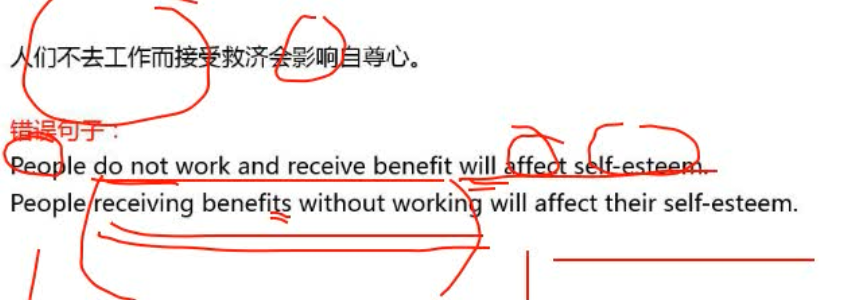 人们不去工作而接受救济会影响自尊心。
错误句子：
People do not work and receive benefit will affect self-esteem.
People receiving benefits without working will affect their self-esteem.